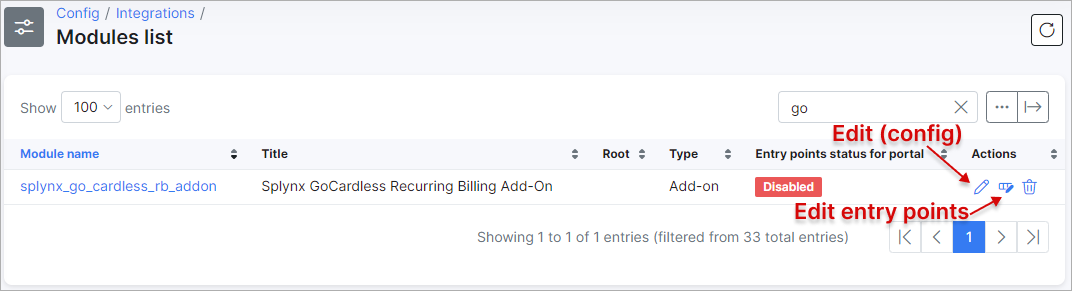 Config / Integrations /
Modules list
Show 100 entries
go
Edit (config)
Module name Title Root Type Entry points status for portal Actions
splynx_go_cardless_rb_addon Splynx GoCardless Recurring Billing Add-On Add-on Disabled
Edit entry points
Showing 1 to 1 of 1 entries (filtered from 33 total entries) 1